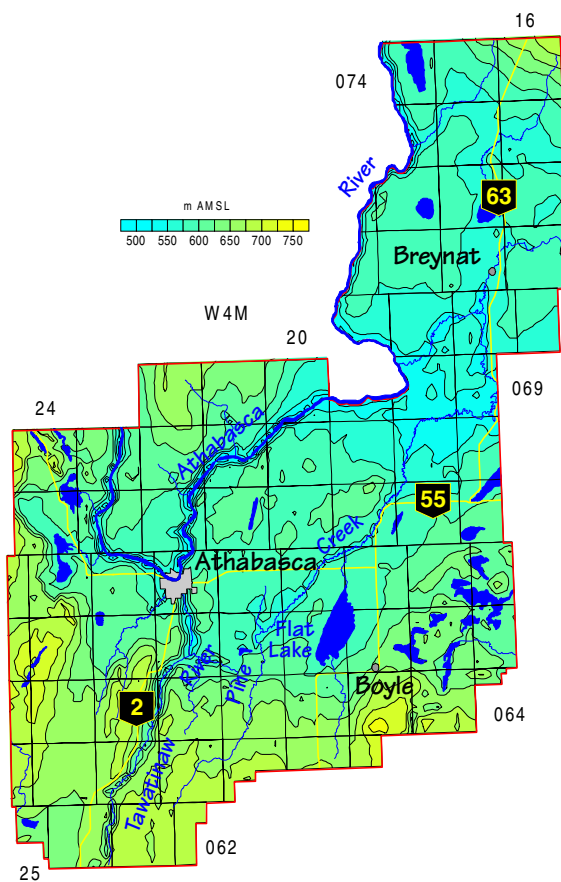 16
074
River
63
m AMSL
500 550 600 650 700 750
Breynat
W4M
20
069
24
Athabasca
55
Creek
Athabasca
Flat
Lake
River
Pine
Boyle
2
064
Tawatinaw
062
25